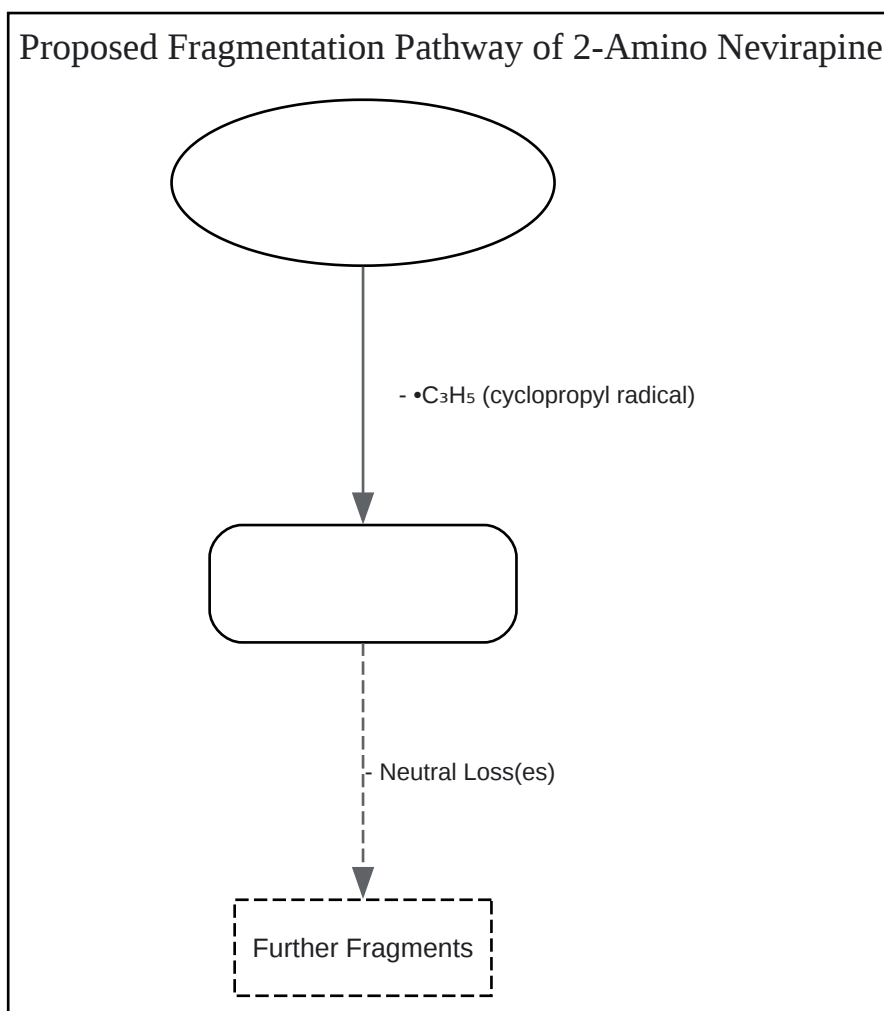 Proposed Fragmentation Pathway of 2-Amino Nevirapine
- •C₃H₅ (cyclopropyl radical)
- Neutral Loss(es)
Further Fragments